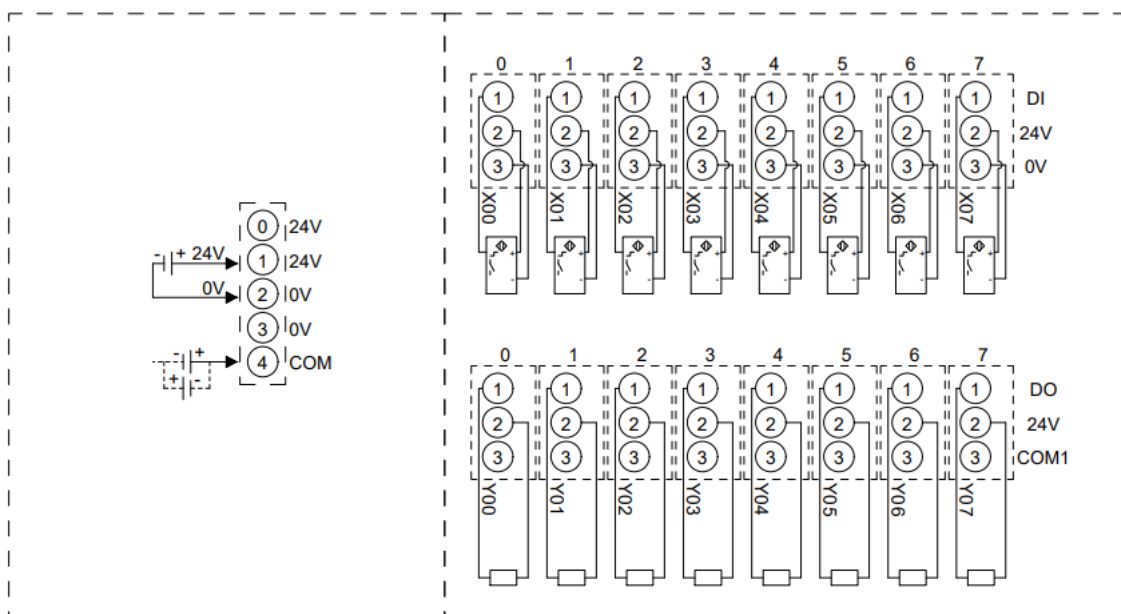 0 24V
- + 24V 1 24V
0V 2 0V
3 0V
- + 4 COM
+ -
0 1 2 3 4 5 6 7
1 1 1 1 1 1 1 1 DI
2 2 2 2 2 2 2 2 24V
3 3 3 3 3 3 3 3 0V
X00 X01 X02 X03 X04 X05 X06 X07
+ + + + + + + +
- - - - - - - -
0 1 2 3 4 5 6 7
1 1 1 1 1 1 1 1 DO
2 2 2 2 2 2 2 2 24V
3 3 3 3 3 3 3 3 COM1
Y00 Y01 Y02 Y03 Y04 Y05 Y06 Y07